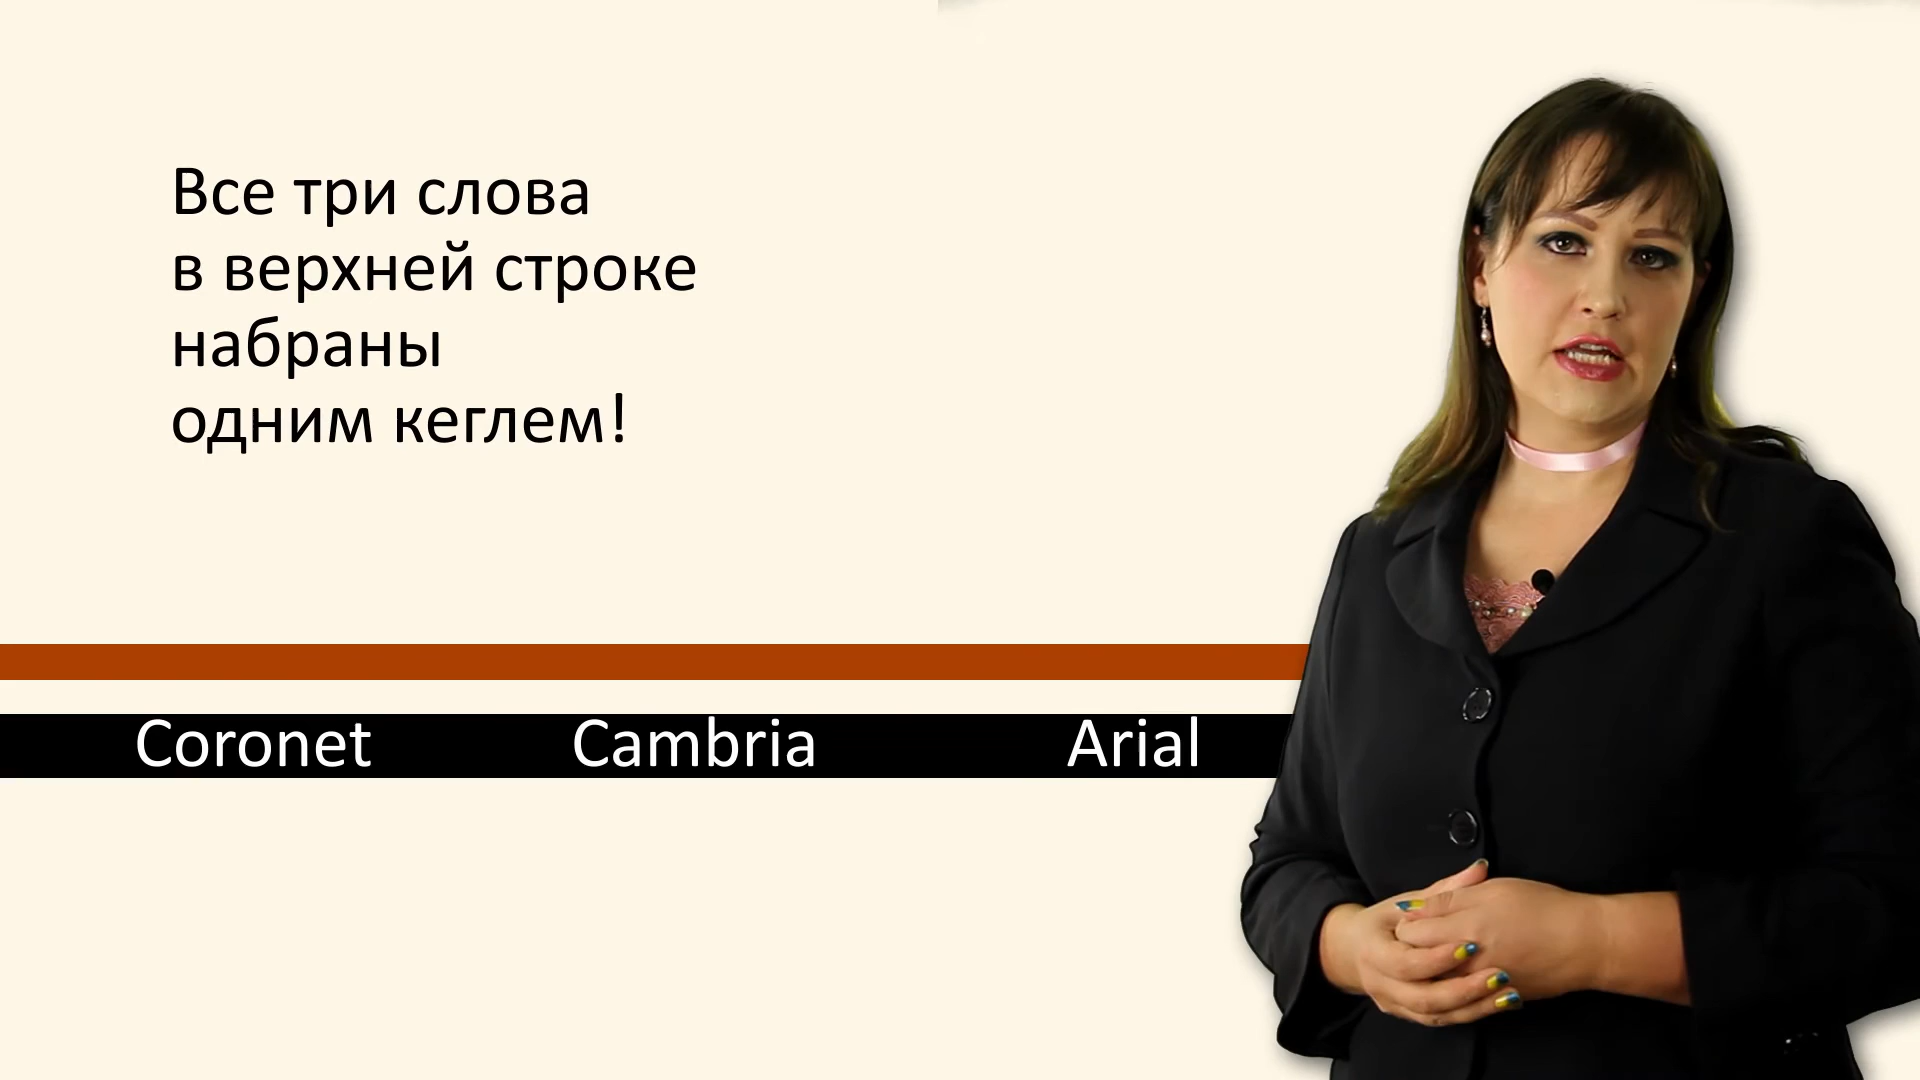 Все три слова
в верхней строке
набраны
одним кеглем!
Coronet Cambria Arial